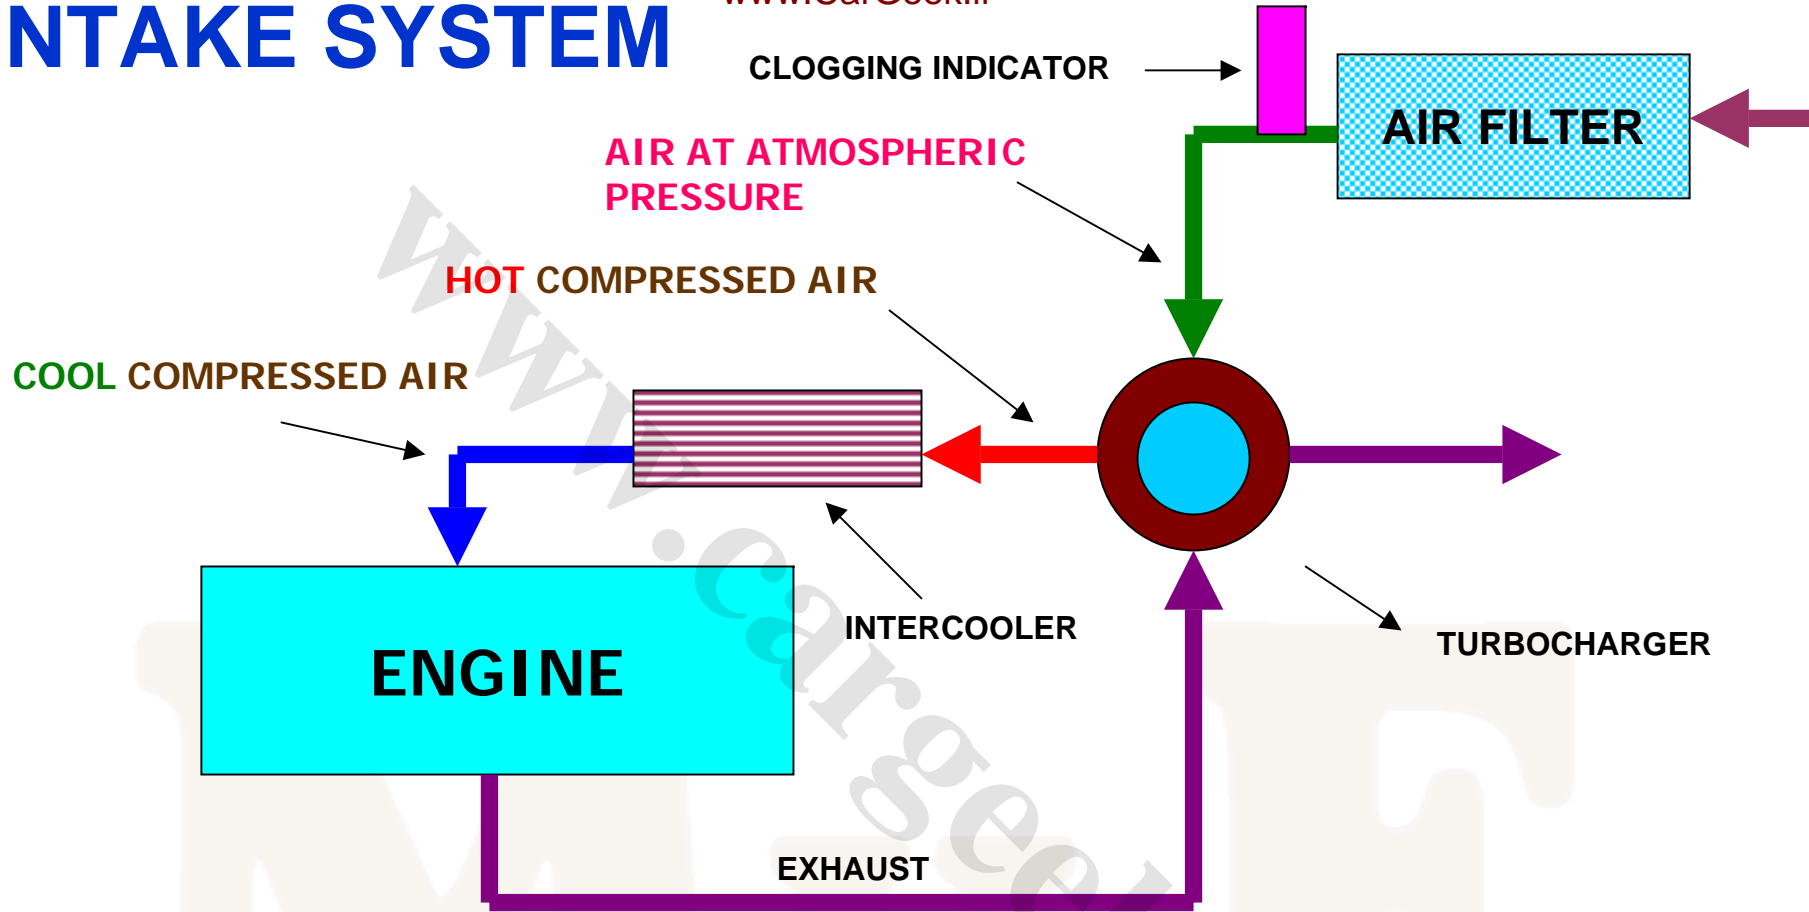 NTAKE SYSTEM
CLOGGING INDICATOR
AIR FILTER
AIR AT ATMOSPHERIC
PRESSURE
HOT COMPRESSED AIR
COOL COMPRESSED AIR
INTERCOOLER
TURBOCHARGER
ENGINE
EXHAUST
www.cargeek